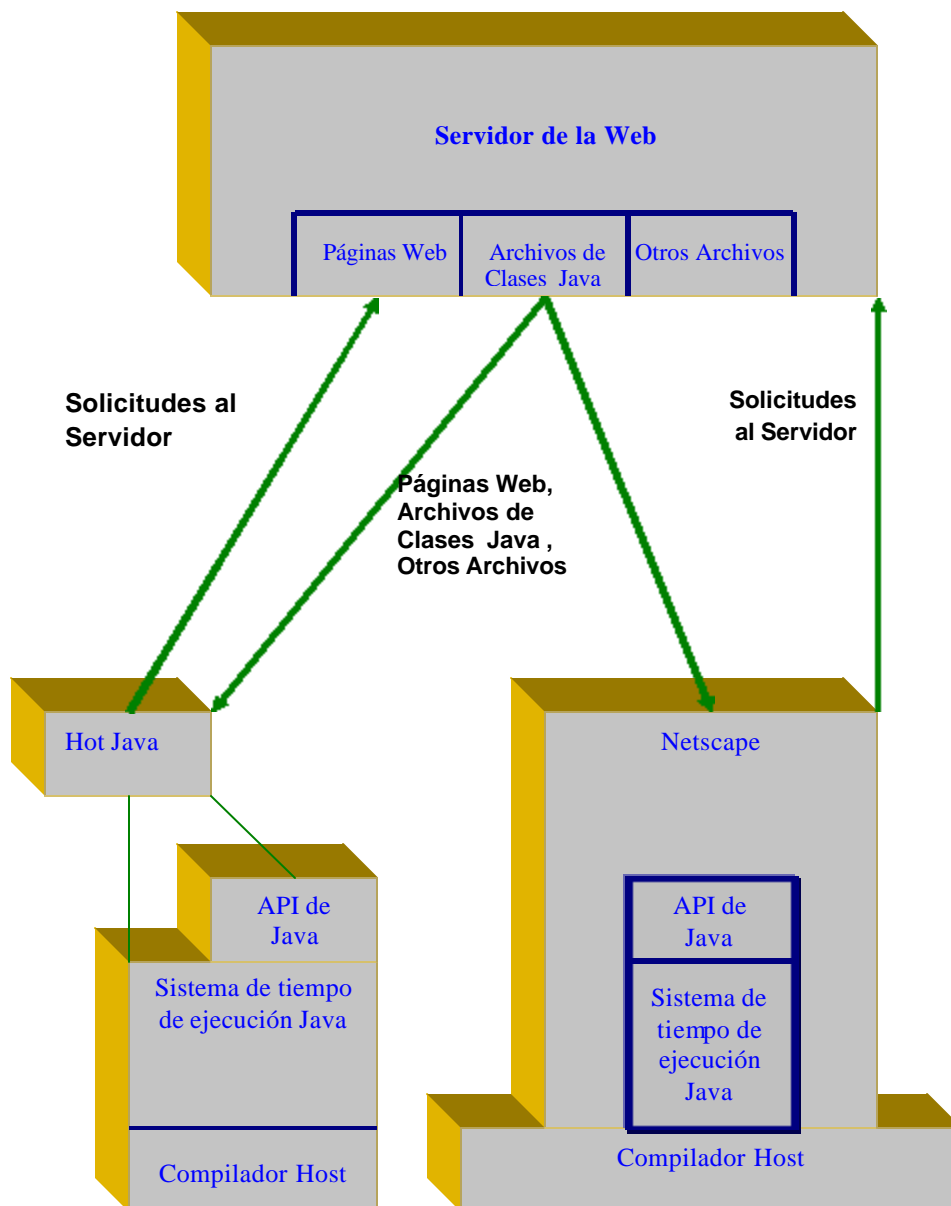 Servidor de la Web
Páginas Web
Archivos de
Clases Java
Otros Archivos
Solicitudes al
Servidor
Solicitudes
al Servidor
Páginas Web,
Archivos de
Clases Java ,
Otros Archivos
Hot Java
Netscape
API de
Java
Sistema de tiempo
de ejecución Java
Compilador Host
API de
Java
Sistema de
tiempo de
ejecución
Java
Compilador Host